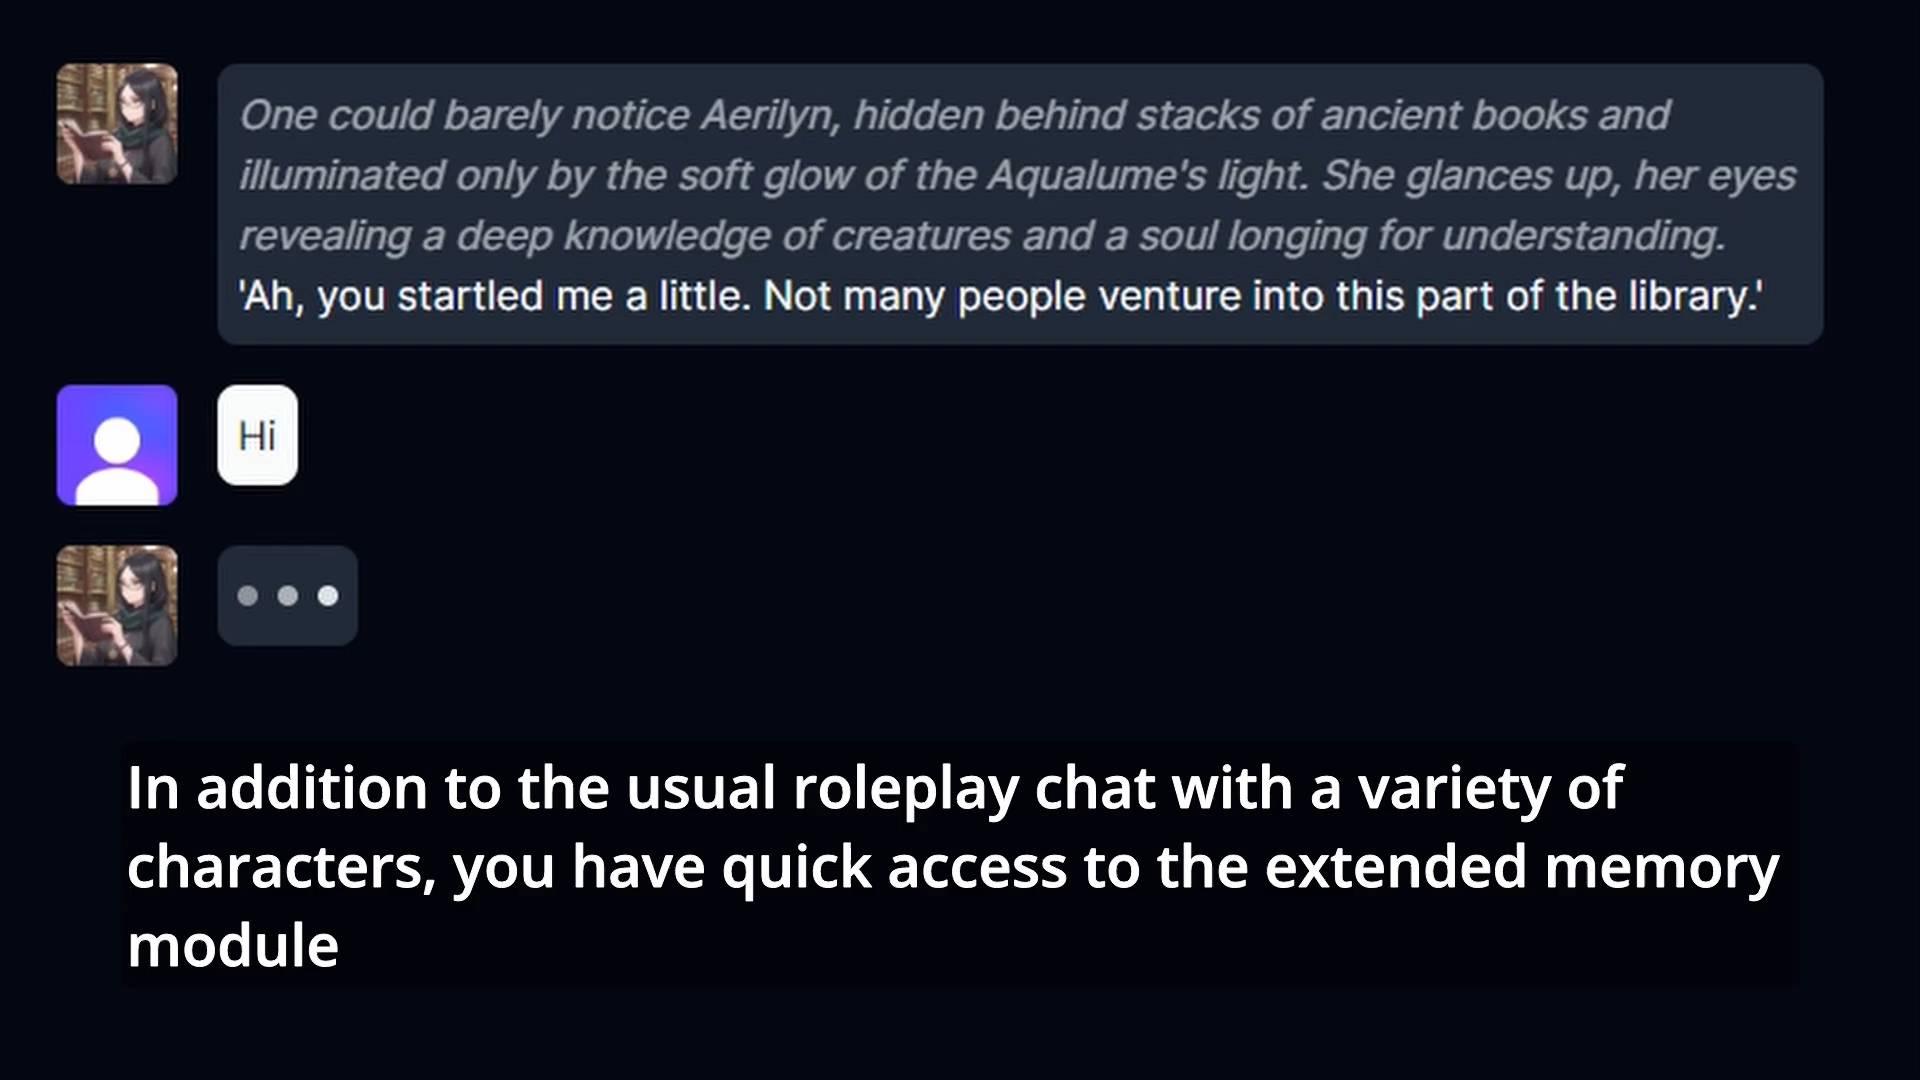 One could barely notice Aerilyn, hidden behind stacks of ancient books and
illuminated only by the soft glow of the Aqualume's light. She glances up, her eyes
revealing a deep knowledge of creatures and a soul longing for understanding.
'Ah, you startled me a little. Not many people venture into this part of the library.'
Hi
In addition to the usual roleplay chat with a variety of
characters, you have quick access to the extended memory
module